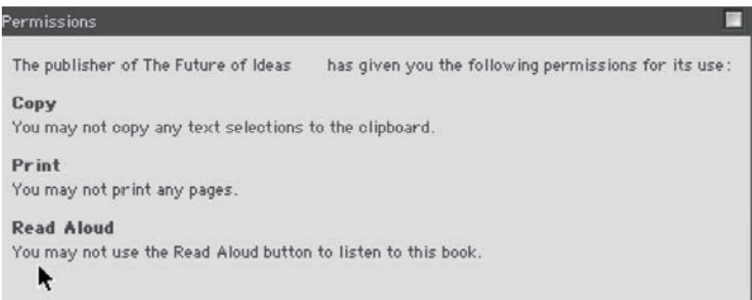 Permissions
The publisher of The Future of Ideas has given you the following permissions for its use:
Copy
You may not copy any text selections to the clipboard.
Print
You may not print any pages.
Read Aloud
You may not use the Read Aloud button to listen to this book.